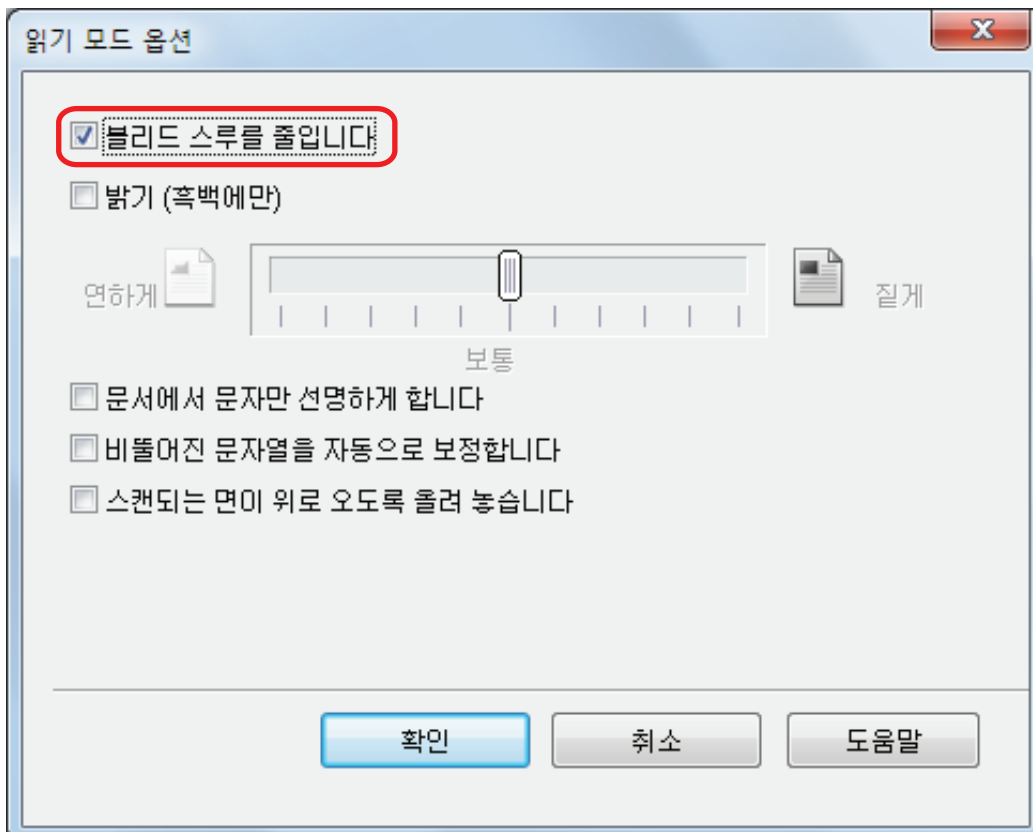 읽기 모드 옵션
블리드 스루를 줄입니다
밝기 (흑백에만)
연하게 짙게
보통
문서에서 문자만 선명하게 합니다
비뚤어진 문자열을 자동으로 보정합니다
스캔되는 면이 위로 오도록 올려 놓습니다
확인 취소 도움말